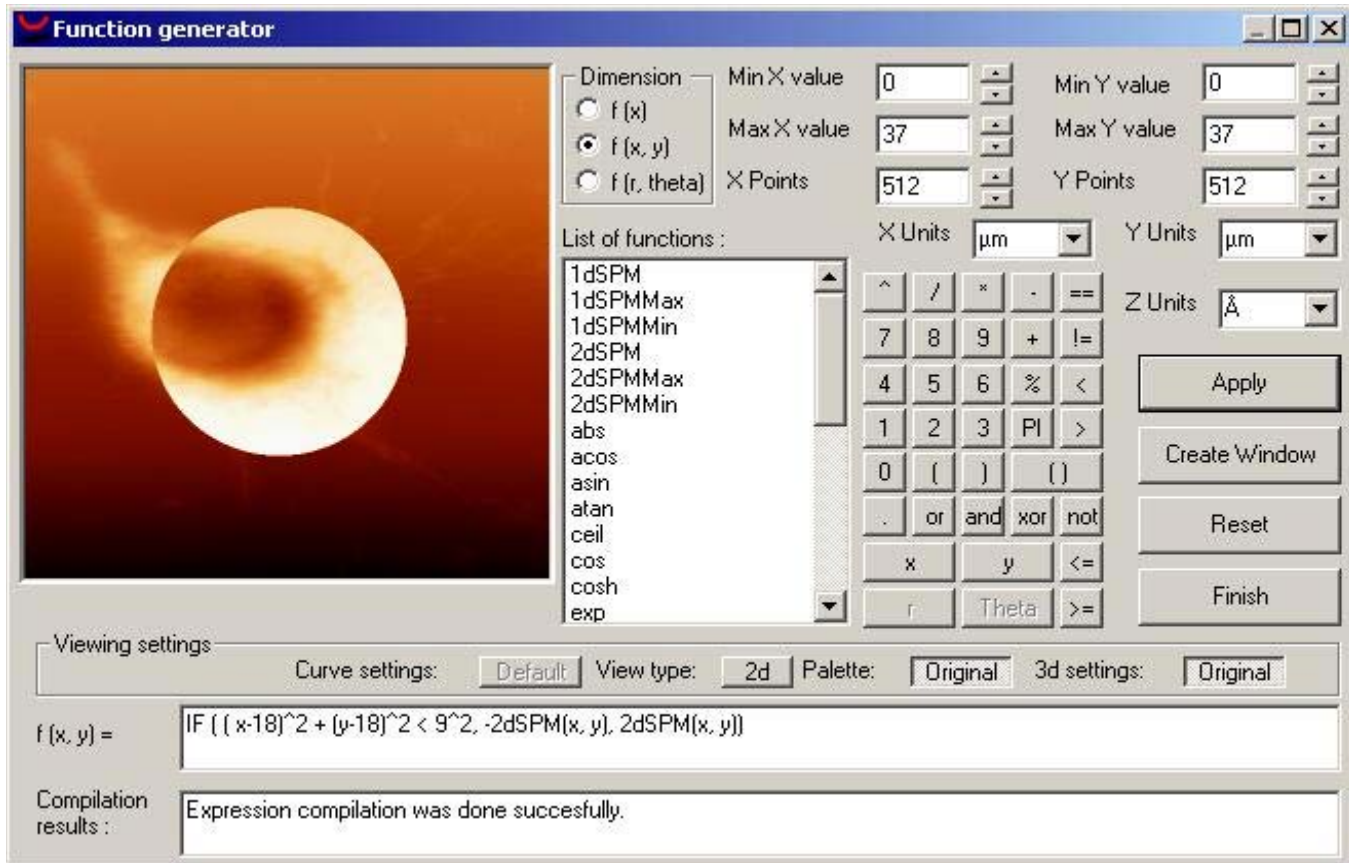 Function generator
Dimension
f (x)
f (x, y)
f (r, theta)
Min X value 0
Max X value 37
X Points 512
Min Y value 0
Max Y value 37
Y Points 512
X Units µm
Y Units µm
Z Units Å
List of functions :
1dSPM
1dSPMMax
1dSPMMin
2dSPM
2dSPMMax
2dSPMMin
abs
acos
asin
atan
ceil
cos
cosh
exp
^ / * - ==
7 8 9 + !=
4 5 6 % <
1 2 3 PI >
0 ( ) ( )
. or and xor not
x y <=
r Theta >=
Apply
Create Window
Reset
Finish
Viewing settings
Curve settings: Default View type: 2d Palette: Original 3d settings: Original
f (x, y) =
IF ( ( x-18)^2 + (y-18)^2 < 9^2, -2dSPM(x, y), 2dSPM(x, y))
Compilation
results :
Expression compilation was done succesfully.